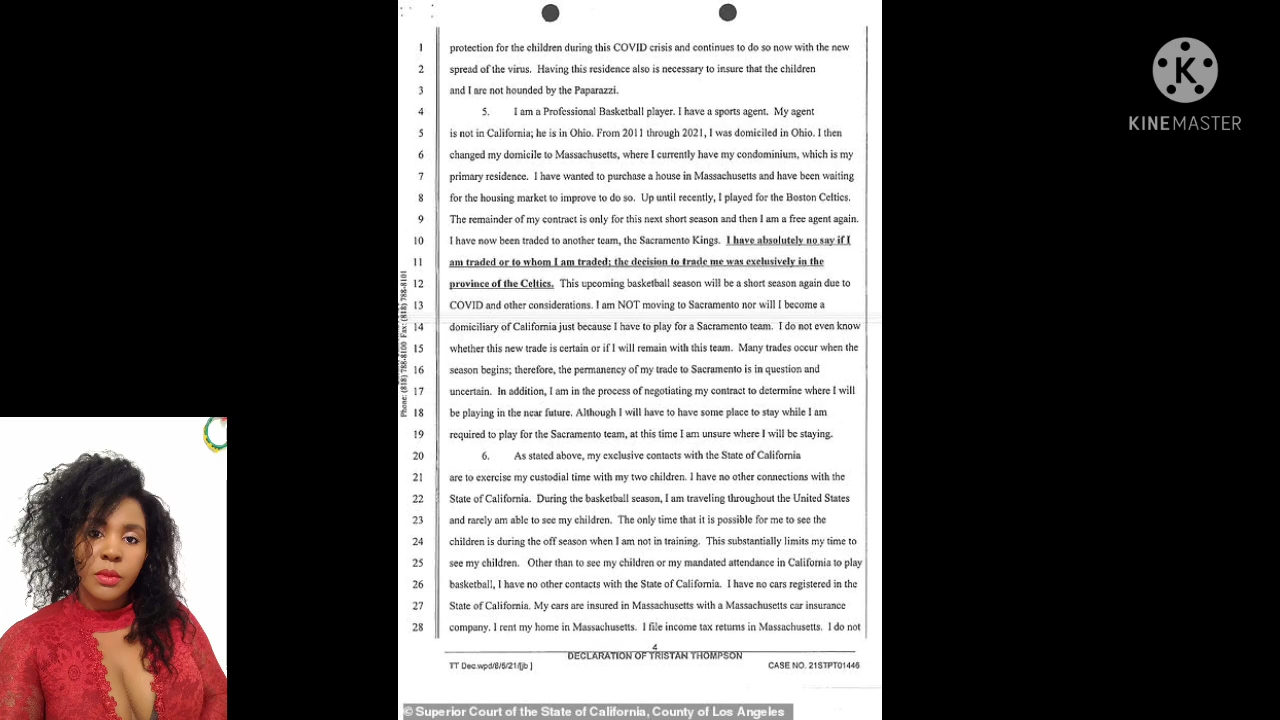 1 protection for the children during this COVID crisis and continues to do so now with the new
2 spread of the virus. Having this residence also is necessary to insure that the children
3 and I are not hounded by the Paparazzi.
4 5. I am a Professional Basketball player. I have a sports agent. My agent
5 is not in California; he is in Ohio. From 2011 through 2021, I was domiciled in Ohio. I then
6 changed my domicile to Massachusetts, where I currently have my condominium, which is my
7 primary residence. I have wanted to purchase a house in Massachusetts and have been waiting
8 for the housing market to improve to do so. Up until recently, I played for the Boston Celtics.
9 The remainder of my contract is only for this next short season and then I am a free agent again.
10 I have now been traded to another team, the Sacramento Kings. I have absolutely no say if I
11 am traded or to whom I am traded; the decision to trade me was exclusively in the
12 province of the Celtics. This upcoming basketball season will be a short season again due to
13 COVID and other considerations. I am NOT moving to Sacramento nor will I become a
14 domiciliary of California just because I have to play for a Sacramento team. I do not even know
15 whether this new trade is certain or if I will remain with this team. Many trades occur when the
16 season begins; therefore, the permanency of my trade to Sacramento is in question and
17 uncertain. In addition, I am in the process of negotiating my contract to determine where I will
18 be playing in the near future. Although I will have to have some place to stay while I am
19 required to play for the Sacramento team, at this time I am unsure where I will be staying.
20 6. As stated above, my exclusive contacts with the State of California
21 are to exercise my custodial time with my two children. I have no other connections with the
22 State of California. During the basketball season, I am traveling throughout the United States
23 and rarely am able to see my children. The only time that it is possible for me to see the
24 children is during the off season when I am not in training. This substantially limits my time to
25 see my children. Other than to see my children or my mandated attendance in California to play
26 basketball, I have no other contacts with the State of California. I have no cars registered in the
27 State of California. My cars are insured in Massachusetts with a Massachusetts car insurance
28 company. I rent my home in Massachusetts. I file income tax returns in Massachusetts. I do not
Phone: (818) 788-8100 Fax: (818) 788-8101
4
DECLARATION OF TRISTAN THOMPSON
TT Dec.wpd/8/6/21/[jb ] CASE NO. 21STPT01446
© Superior Court of the State of California, County of Los Angeles
K
KINEMASTER